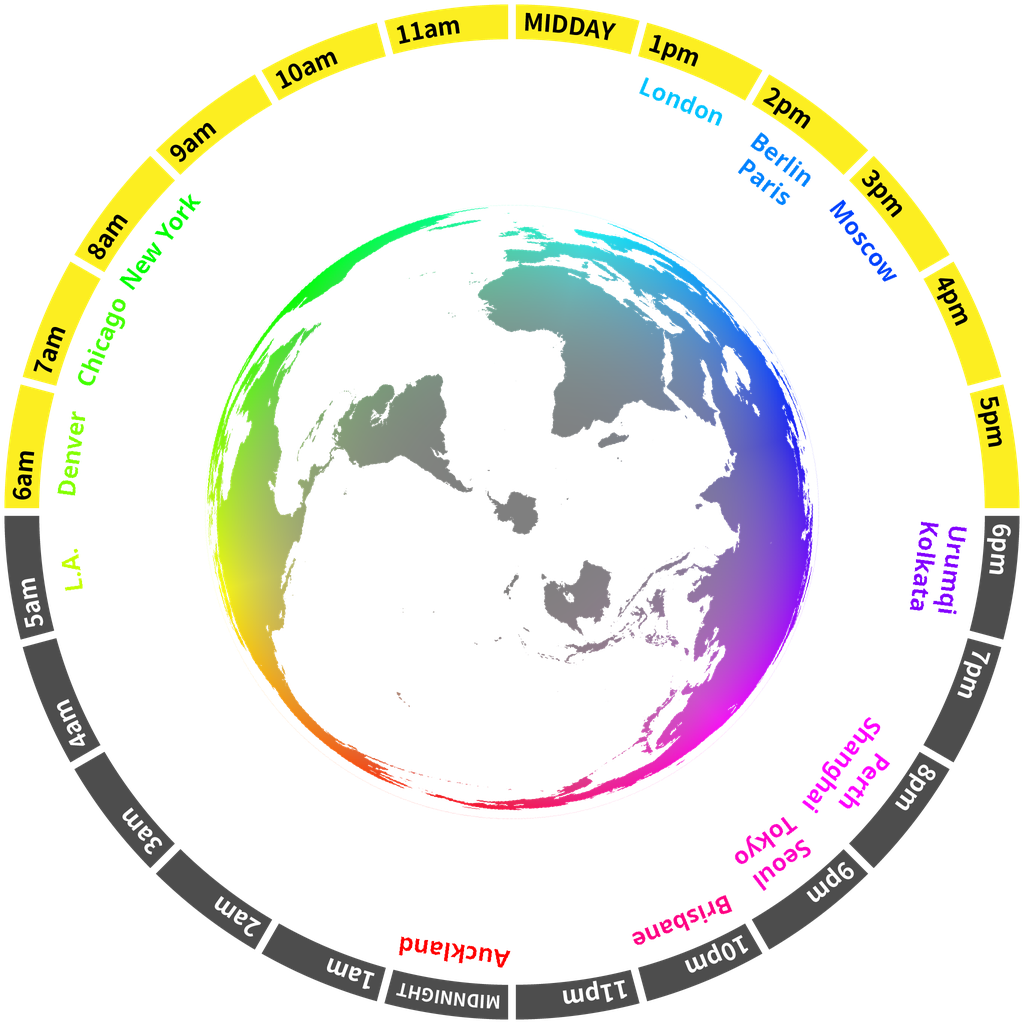 MIDDAY
1pm
2pm
3pm
4pm
5pm
6pm
7pm
8pm
9pm
10pm
11pm
MIDNNIGHT
1am
2am
3am
4am
5am
6am
7am
8am
9am
10am
11am
London
Berlin
Paris
Moscow
Urumqi
Kolkata
Perth
Shanghai
Tokyo
Seoul
Brisbane
Auckland
L.A.
Denver
Chicago
New York